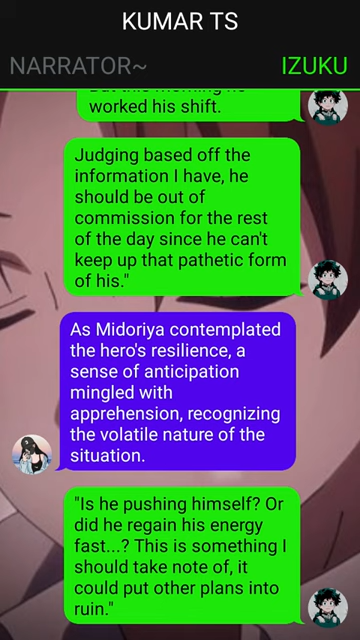 KUMAR TS
NARRATOR~
IZUKU
But this morning he
worked his shift.
Judging based off the
information I have, he
should be out of
commission for the rest
of the day since he can't
keep up that pathetic form
of his."
As Midoriya contemplated
the hero's resilience, a
sense of anticipation
mingled with
apprehension, recognizing
the volatile nature of the
situation.
"Is he pushing himself? Or
did he regain his energy
fast...? This is something I
should take note of, it
could put other plans into
ruin."